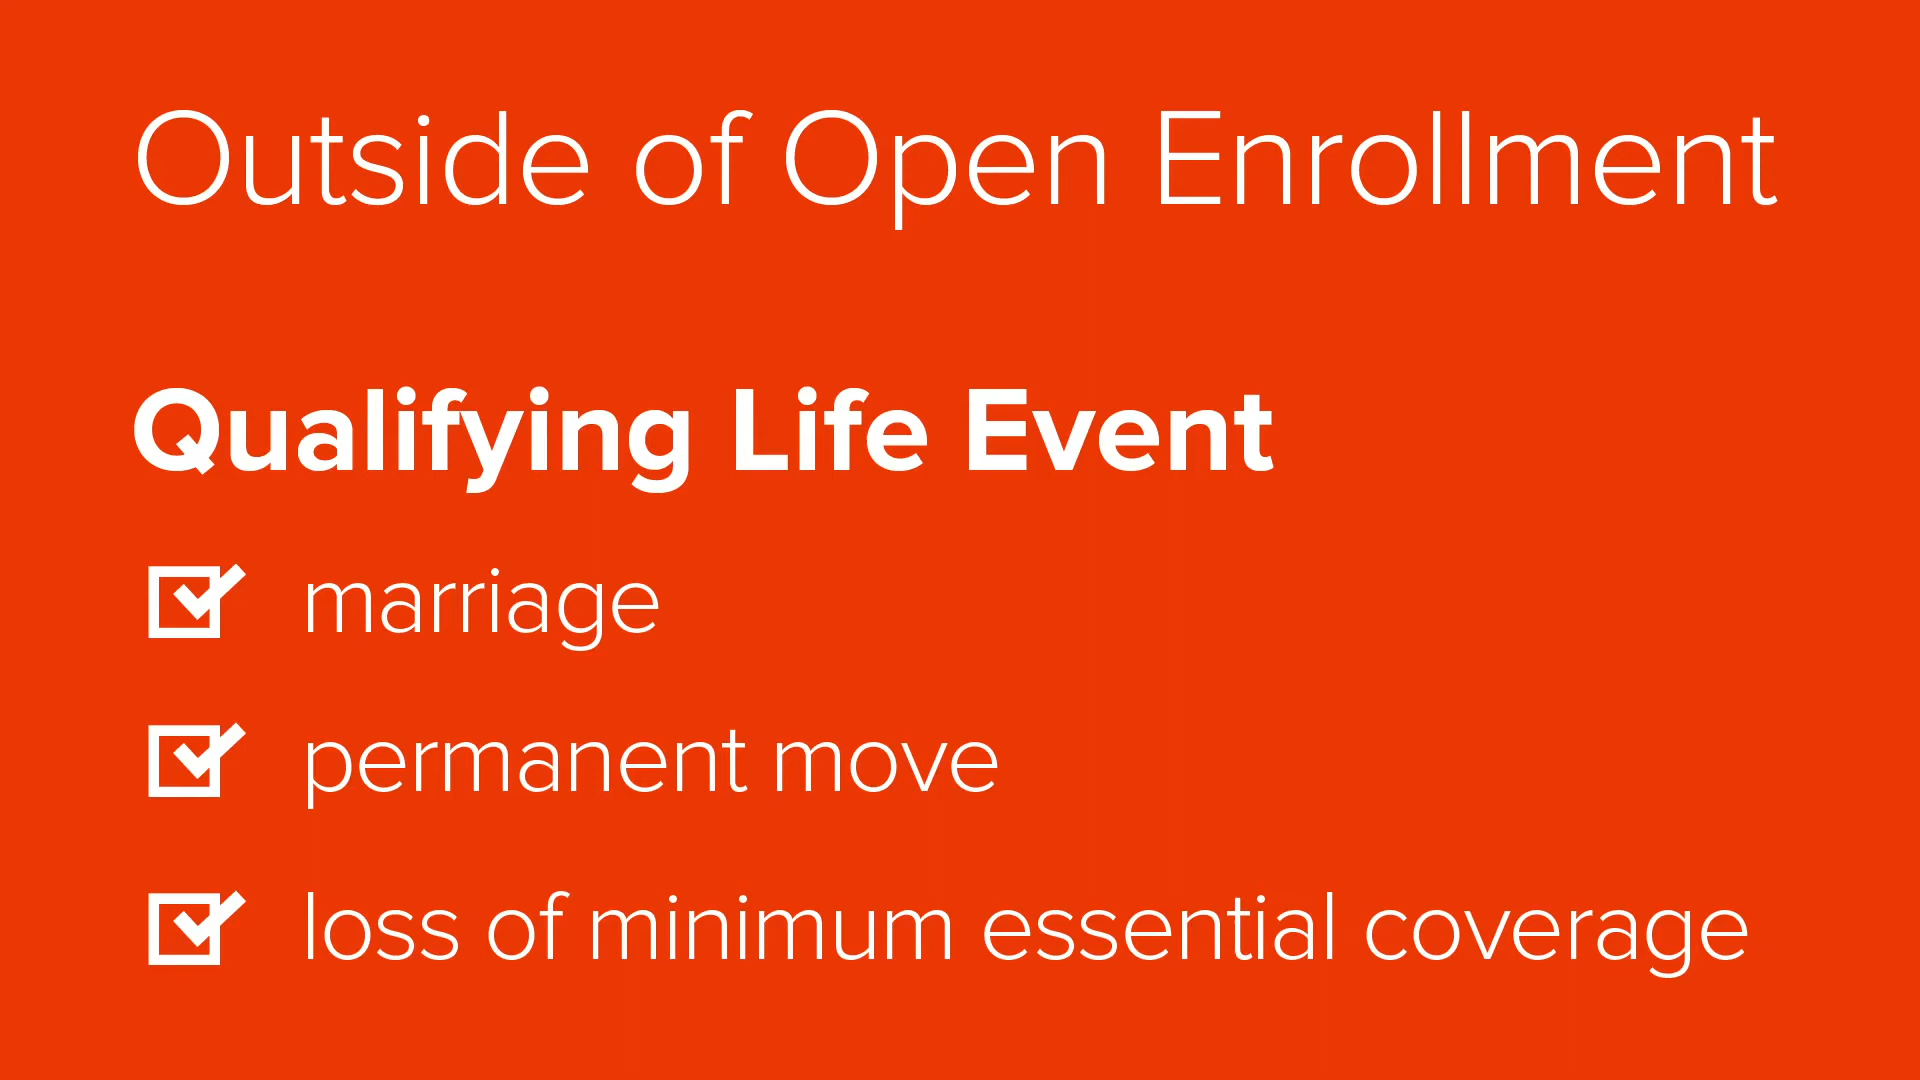 Outside of Open Enrollment
Qualifying Life Event
marriage
permanent move
loss of minimum essential coverage